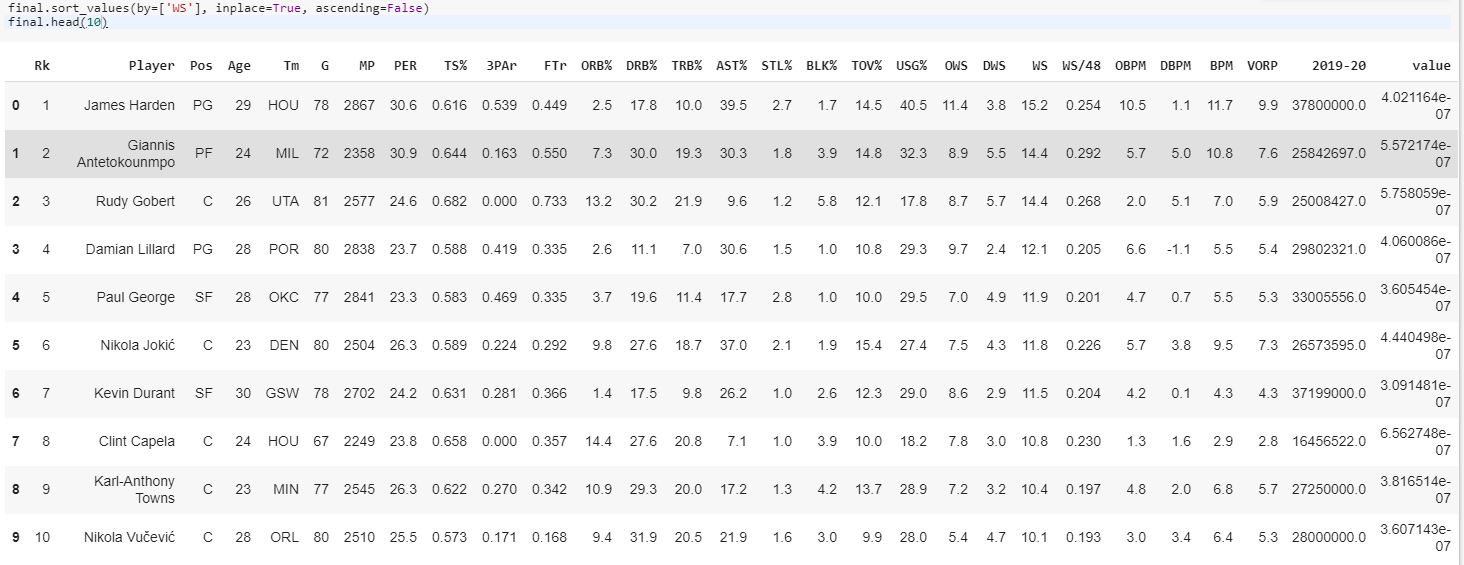 final.sort_values(by=['WS'], inplace=True, ascending=False)
final.head(10)
Rk Player Pos Age Tm G MP PER TS% 3PAr FTr ORB% DRB% TRB% AST% STL% BLK% TOV% USG% OWS DWS WS WS/48 OBPM DBPM BPM VORP 2019-20 value
0 1 James Harden PG 29 HOU 78 2867 30.6 0.616 0.539 0.449 2.5 17.8 10.0 39.5 2.7 1.7 14.5 40.5 11.4 3.8 15.2 0.254 10.5 1.1 11.7 9.9 37800000.0 4.021164e-
07
1 2 Giannis
Antetokounmpo PF 24 MIL 72 2358 30.9 0.644 0.163 0.550 7.3 30.0 19.3 30.3 1.8 3.9 14.8 32.3 8.9 5.5 14.4 0.292 5.7 5.0 10.8 7.6 25842697.0 5.572174e-
07
2 3 Rudy Gobert C 26 UTA 81 2577 24.6 0.682 0.000 0.733 13.2 30.2 21.9 9.6 1.2 5.8 12.1 17.8 8.7 5.7 14.4 0.268 2.0 5.1 7.0 5.9 25008427.0 5.758059e-
07
3 4 Damian Lillard PG 28 POR 80 2838 23.7 0.588 0.419 0.335 2.6 11.1 7.0 30.6 1.5 1.0 10.8 29.3 9.7 2.4 12.1 0.205 6.6 -1.1 5.5 5.4 29802321.0 4.060086e-
07
4 5 Paul George SF 28 OKC 77 2841 23.3 0.583 0.469 0.335 3.7 19.6 11.4 17.7 2.8 1.0 10.0 29.5 7.0 4.9 11.9 0.201 4.7 0.7 5.5 5.3 33005556.0 3.605454e-
07
5 6 Nikola Jokić C 23 DEN 80 2504 26.3 0.589 0.224 0.292 9.8 27.6 18.7 37.0 2.1 1.9 15.4 27.4 7.5 4.3 11.8 0.226 5.7 3.8 9.5 7.3 26573595.0 4.440498e-
07
6 7 Kevin Durant SF 30 GSW 78 2702 24.2 0.631 0.281 0.366 1.4 17.5 9.8 26.2 1.0 2.6 12.3 29.0 8.6 2.9 11.5 0.204 4.2 0.1 4.3 4.3 37199000.0 3.091481e-
07
7 8 Clint Capela C 24 HOU 67 2249 23.8 0.658 0.000 0.357 14.4 27.6 20.8 7.1 1.0 3.9 10.0 18.2 7.8 3.0 10.8 0.230 1.3 1.6 2.9 2.8 16456522.0 6.562748e-
07
8 9 Karl-Anthony
Towns C 23 MIN 77 2545 26.3 0.622 0.270 0.342 10.9 29.3 20.0 17.2 1.3 4.2 13.7 28.9 7.2 3.2 10.4 0.197 4.8 2.0 6.8 5.7 27250000.0 3.816514e-
07
9 10 Nikola Vučević C 28 ORL 80 2510 25.5 0.573 0.171 0.168 9.4 31.9 20.5 21.9 1.6 3.0 9.9 28.0 5.4 4.7 10.1 0.193 3.0 3.4 6.4 5.3 28000000.0 3.607143e-
07